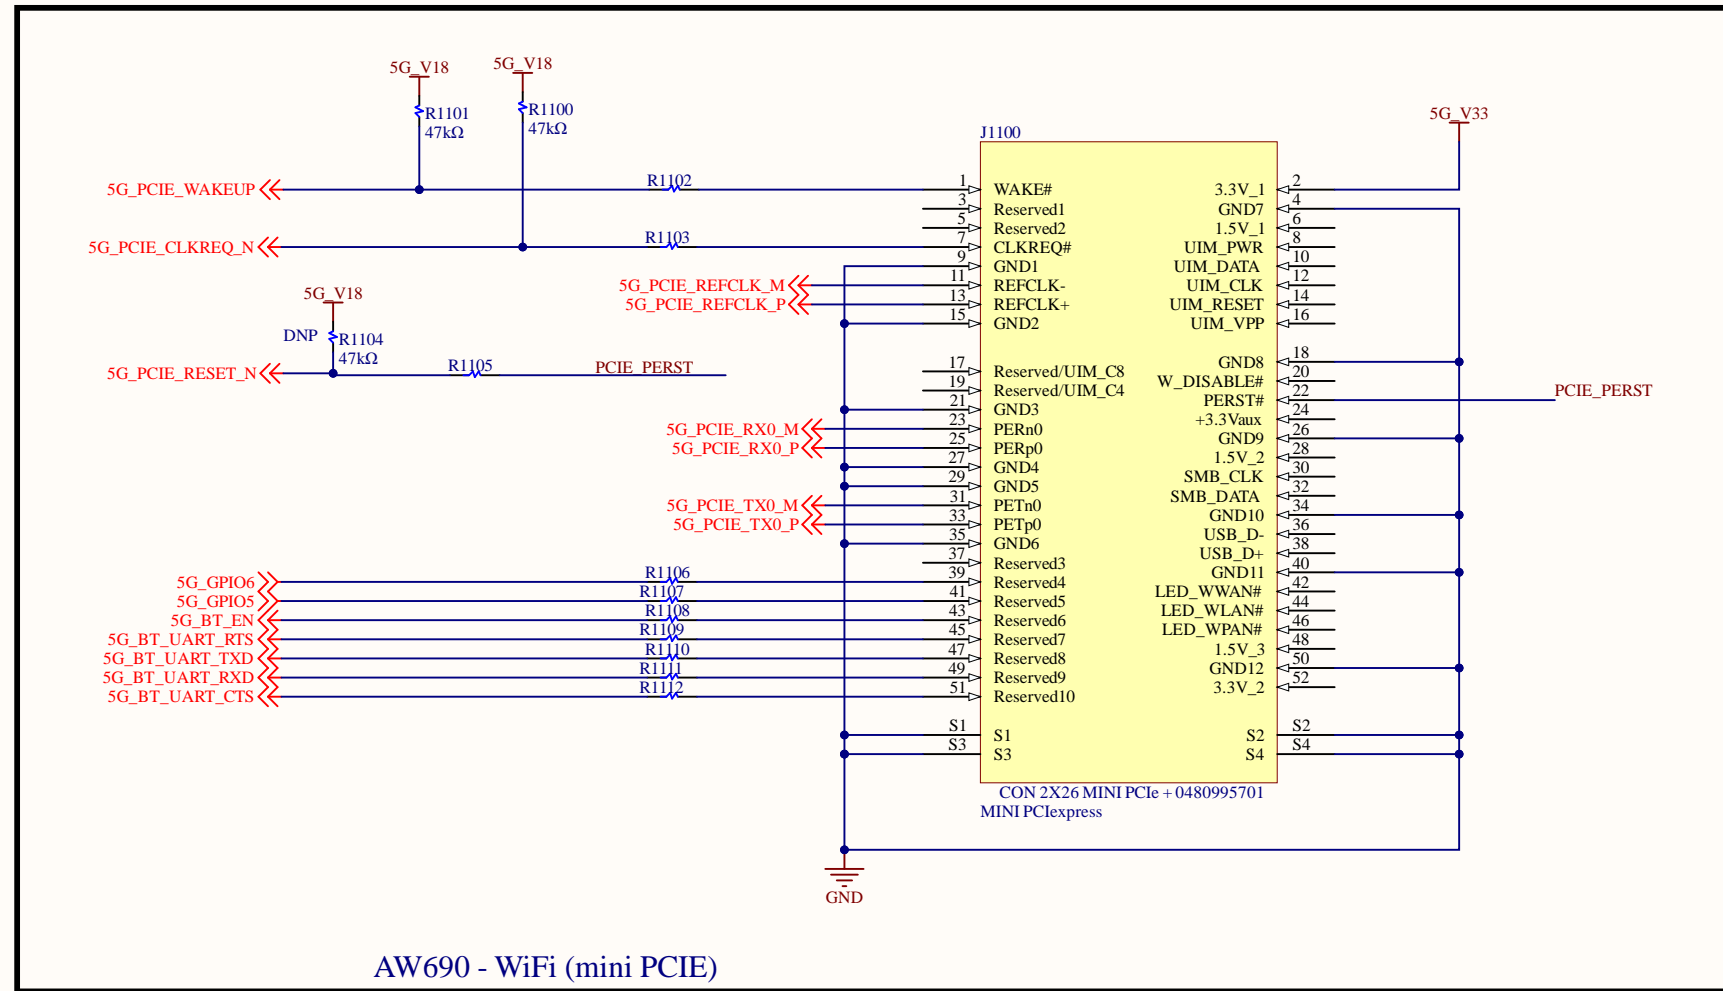 5G_V18
5G_V18
R1101
47kΩ
R1100
47kΩ
5G_V33
J1100
5G_PCIE_WAKEUP
R1102
1 WAKE#
3.3V_1 2
3 Reserved1
GND7 4
5 Reserved2
1.5V_1 6
5G_PCIE_CLKREQ_N
R1103
7 CLKREQ#
UIM_PWR 8
9 GND1
UIM_DATA 10
5G_PCIE_REFCLK_M
11 REFCLK-
UIM_CLK 12
5G_PCIE_REFCLK_P
13 REFCLK+
UIM_RESET 14
15 GND2
UIM_VPP 16
5G_V18
DNP
R1104
47kΩ
5G_PCIE_RESET_N
R1105
PCIE_PERST
GND8 18
17 Reserved/UIM_C8
W_DISABLE# 20
19 Reserved/UIM_C4
PERST# 22
PCIE_PERST
21 GND3
+3.3Vaux 24
5G_PCIE_RX0_M
23 PERn0
GND9 26
5G_PCIE_RX0_P
25 PERp0
1.5V_2 28
27 GND4
SMB_CLK 30
29 GND5
SMB_DATA 32
5G_PCIE_TX0_M
31 PETn0
GND10 34
5G_PCIE_TX0_P
33 PETp0
USB_D- 36
35 GND6
USB_D+ 38
37 Reserved3
GND11 40
5G_GPIO6
R1106
39 Reserved4
LED_WWAN# 42
5G_GPIO5
R1107
41 Reserved5
LED_WLAN# 44
5G_BT_EN
R1108
43 Reserved6
LED_WPAN# 46
5G_BT_UART_RTS
R1109
45 Reserved7
1.5V_3 48
5G_BT_UART_TXD
R1110
47 Reserved8
GND12 50
5G_BT_UART_RXD
R1111
49 Reserved9
3.3V_2 52
5G_BT_UART_CTS
R1112
51 Reserved10
S1 S1
S2 S2
S3 S3
S4 S4
CON 2X26 MINI PCIe + 0480995701
MINI PCIexpress
GND
AW690 - WiFi (mini PCIE)